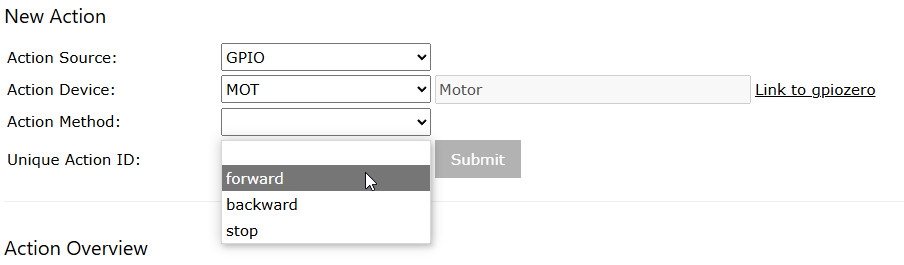 New Action
Action Source: GPIO
Action Device: MOT Motor Link to gpiozero
Action Method:
Unique Action ID: Submit
forward
backward
stop
Action Overview